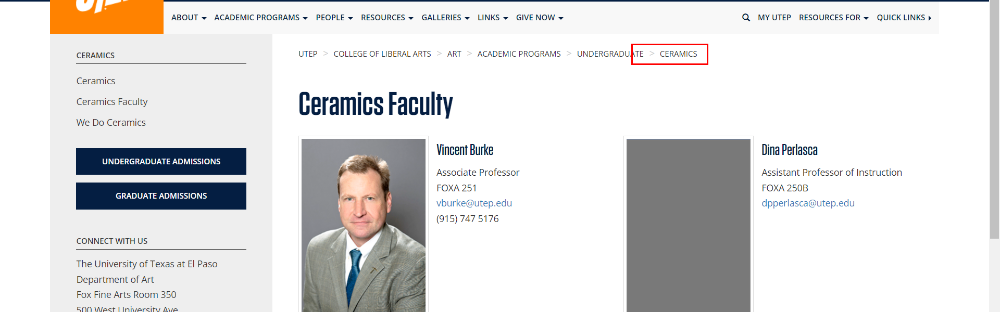 ABOUT ACADEMIC PROGRAMS PEOPLE RESOURCES GALLERIES LINKS GIVE NOW MY UTEP RESOURCES FOR QUICK LINKS
CERAMICS
Ceramics
Ceramics Faculty
We Do Ceramics
UNDERGRADUATE ADMISSIONS
GRADUATE ADMISSIONS
CONNECT WITH US
The University of Texas at El Paso
Department of Art
Fox Fine Arts Room 350
500 West University Ave
UTEP > COLLEGE OF LIBERAL ARTS > ART > ACADEMIC PROGRAMS > UNDERGRADUATE > CERAMICS
Ceramics Faculty
Vincent Burke
Associate Professor
FOXA 251
vburke@utep.edu
(915) 747 5176
Dina Perlasca
Assistant Professor of Instruction
FOXA 250B
dpperlasca@utep.edu